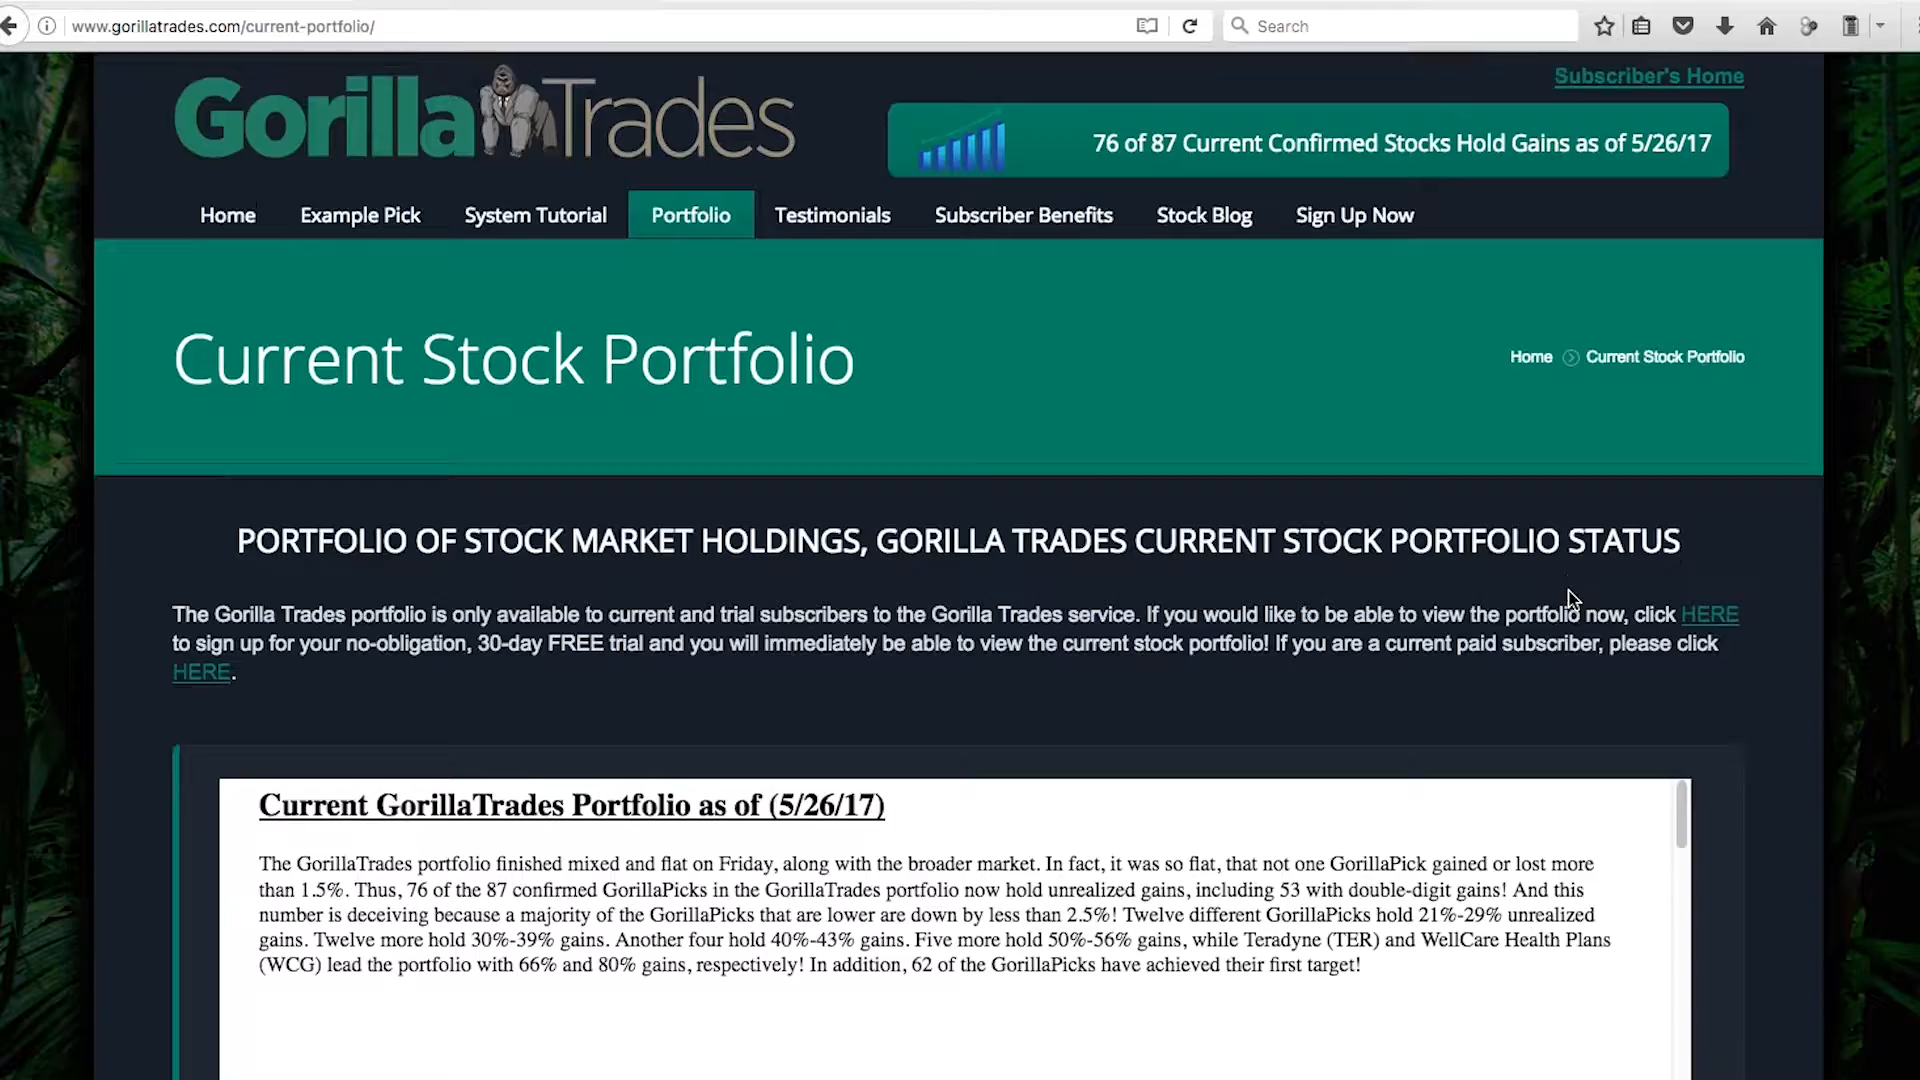 www.gorillatrades.com/current-portfolio/
Search
Subscriber's Home
GorillaTrades
76 of 87 Current Confirmed Stocks Hold Gains as of 5/26/17
Home Example Pick System Tutorial Portfolio Testimonials Subscriber Benefits Stock Blog Sign Up Now
Current Stock Portfolio
Home Current Stock Portfolio
PORTFOLIO OF STOCK MARKET HOLDINGS, GORILLA TRADES CURRENT STOCK PORTFOLIO STATUS
The Gorilla Trades portfolio is only available to current and trial subscribers to the Gorilla Trades service. If you would like to be able to view the portfolio now, click HERE
to sign up for your no-obligation, 30-day FREE trial and you will immediately be able to view the current stock portfolio! If you are a current paid subscriber, please click
HERE.
Current GorillaTrades Portfolio as of (5/26/17)
The GorillaTrades portfolio finished mixed and flat on Friday, along with the broader market. In fact, it was so flat, that not one GorillaPick gained or lost more
than 1.5%. Thus, 76 of the 87 confirmed GorillaPicks in the GorillaTrades portfolio now hold unrealized gains, including 53 with double-digit gains! And this
number is deceiving because a majority of the GorillaPicks that are lower are down by less than 2.5%! Twelve different GorillaPicks hold 21%-29% unrealized
gains. Twelve more hold 30%-39% gains. Another four hold 40%-43% gains. Five more hold 50%-56% gains, while Teradyne (TER) and WellCare Health Plans
(WCG) lead the portfolio with 66% and 80% gains, respectively! In addition, 62 of the GorillaPicks have achieved their first target!